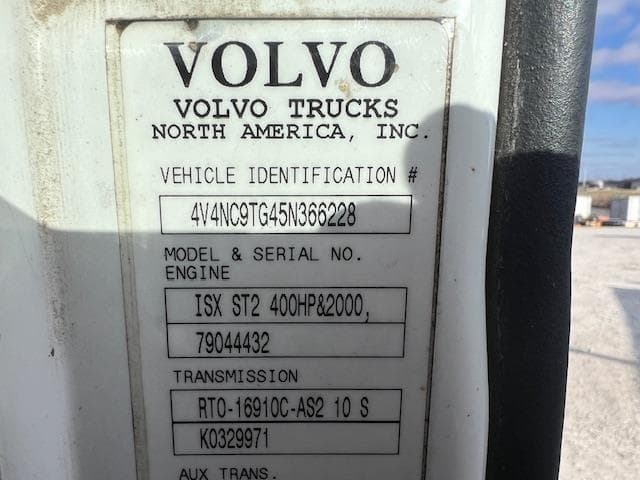 VOLVO
VOLVO TRUCKS
NORTH AMERICA, INC.
VEHICLE IDENTIFICATION #
4V4NC9TG45N366228
MODEL & SERIAL NO.
ENGINE
ISX ST2 400HP&2000,
79044432
TRANSMISSION
RTO-16910C-AS2 10 S
K0329971
AUX TRANS.